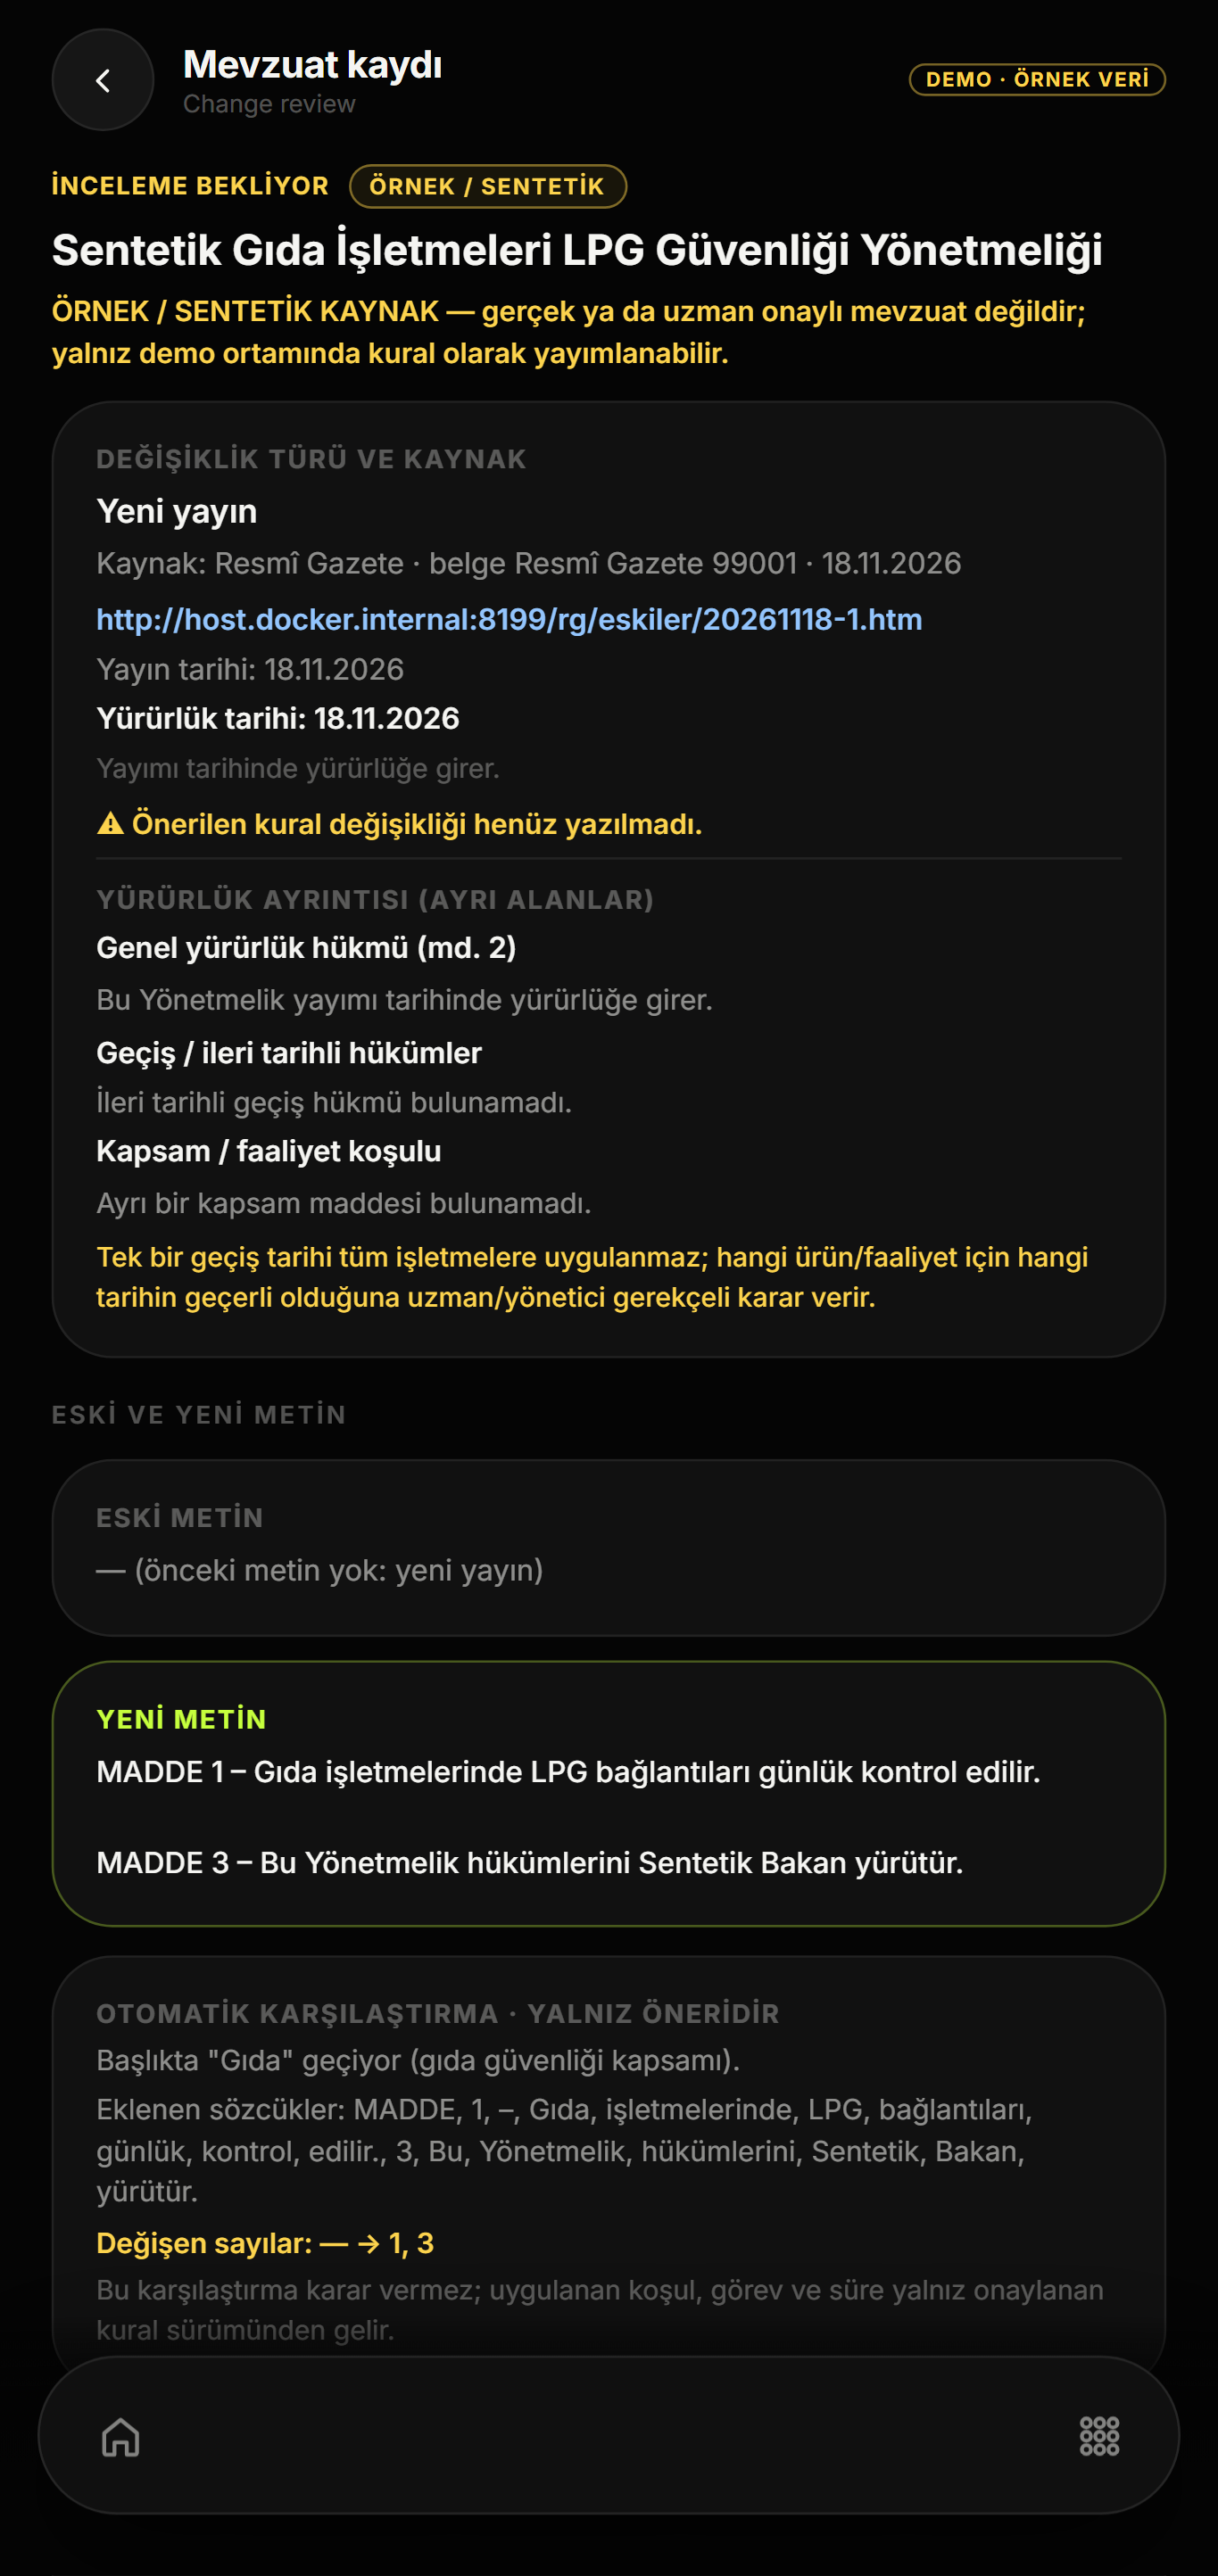 Mevzuat kaydı
Change review
DEMO · ÖRNEK VERİ
İNCELEME BEKLİYOR
ÖRNEK / SENTETİK
Sentetik Gıda İşletmeleri LPG Güvenliği Yönetmeliği
ÖRNEK / SENTETİK KAYNAK — gerçek ya da uzman onaylı mevzuat değildir;
yalnız demo ortamında kural olarak yayımlanabilir.
DEĞİŞİKLİK TÜRÜ VE KAYNAK
Yeni yayın
Kaynak: Resmî Gazete · belge Resmî Gazete 99001 · 18.11.2026
http://host.docker.internal:8199/rg/eskiler/20261118-1.htm
Yayın tarihi: 18.11.2026
Yürürlük tarihi: 18.11.2026
Yayımı tarihinde yürürlüğe girer.
⚠ Önerilen kural değişikliği henüz yazılmadı.
YÜRÜRLÜK AYRINTISI (AYRI ALANLAR)
Genel yürürlük hükmü (md. 2)
Bu Yönetmelik yayımı tarihinde yürürlüğe girer.
Geçiş / ileri tarihli hükümler
İleri tarihli geçiş hükmü bulunamadı.
Kapsam / faaliyet koşulu
Ayrı bir kapsam maddesi bulunamadı.
Tek bir geçiş tarihi tüm işletmelere uygulanmaz; hangi ürün/faaliyet için hangi
tarihin geçerli olduğuna uzman/yönetici gerekçeli karar verir.
ESKİ VE YENİ METİN
ESKİ METİN
— (önceki metin yok: yeni yayın)
YENİ METİN
MADDE 1 – Gıda işletmelerinde LPG bağlantıları günlük kontrol edilir.
MADDE 3 – Bu Yönetmelik hükümlerini Sentetik Bakan yürütür.
OTOMATİK KARŞILAŞTIRMA · YALNIZ ÖNERİDİR
Başlıkta "Gıda" geçiyor (gıda güvenliği kapsamı).
Eklenen sözcükler: MADDE, 1, –, Gıda, işletmelerinde, LPG, bağlantıları,
günlük, kontrol, edilir., 3, Bu, Yönetmelik, hükümlerini, Sentetik, Bakan,
yürütür.
Değişen sayılar: — → 1, 3
Bu karşılaştırma karar vermez; uygulanan koşul, görev ve süre yalnız onaylanan
kural sürümünden gelir.